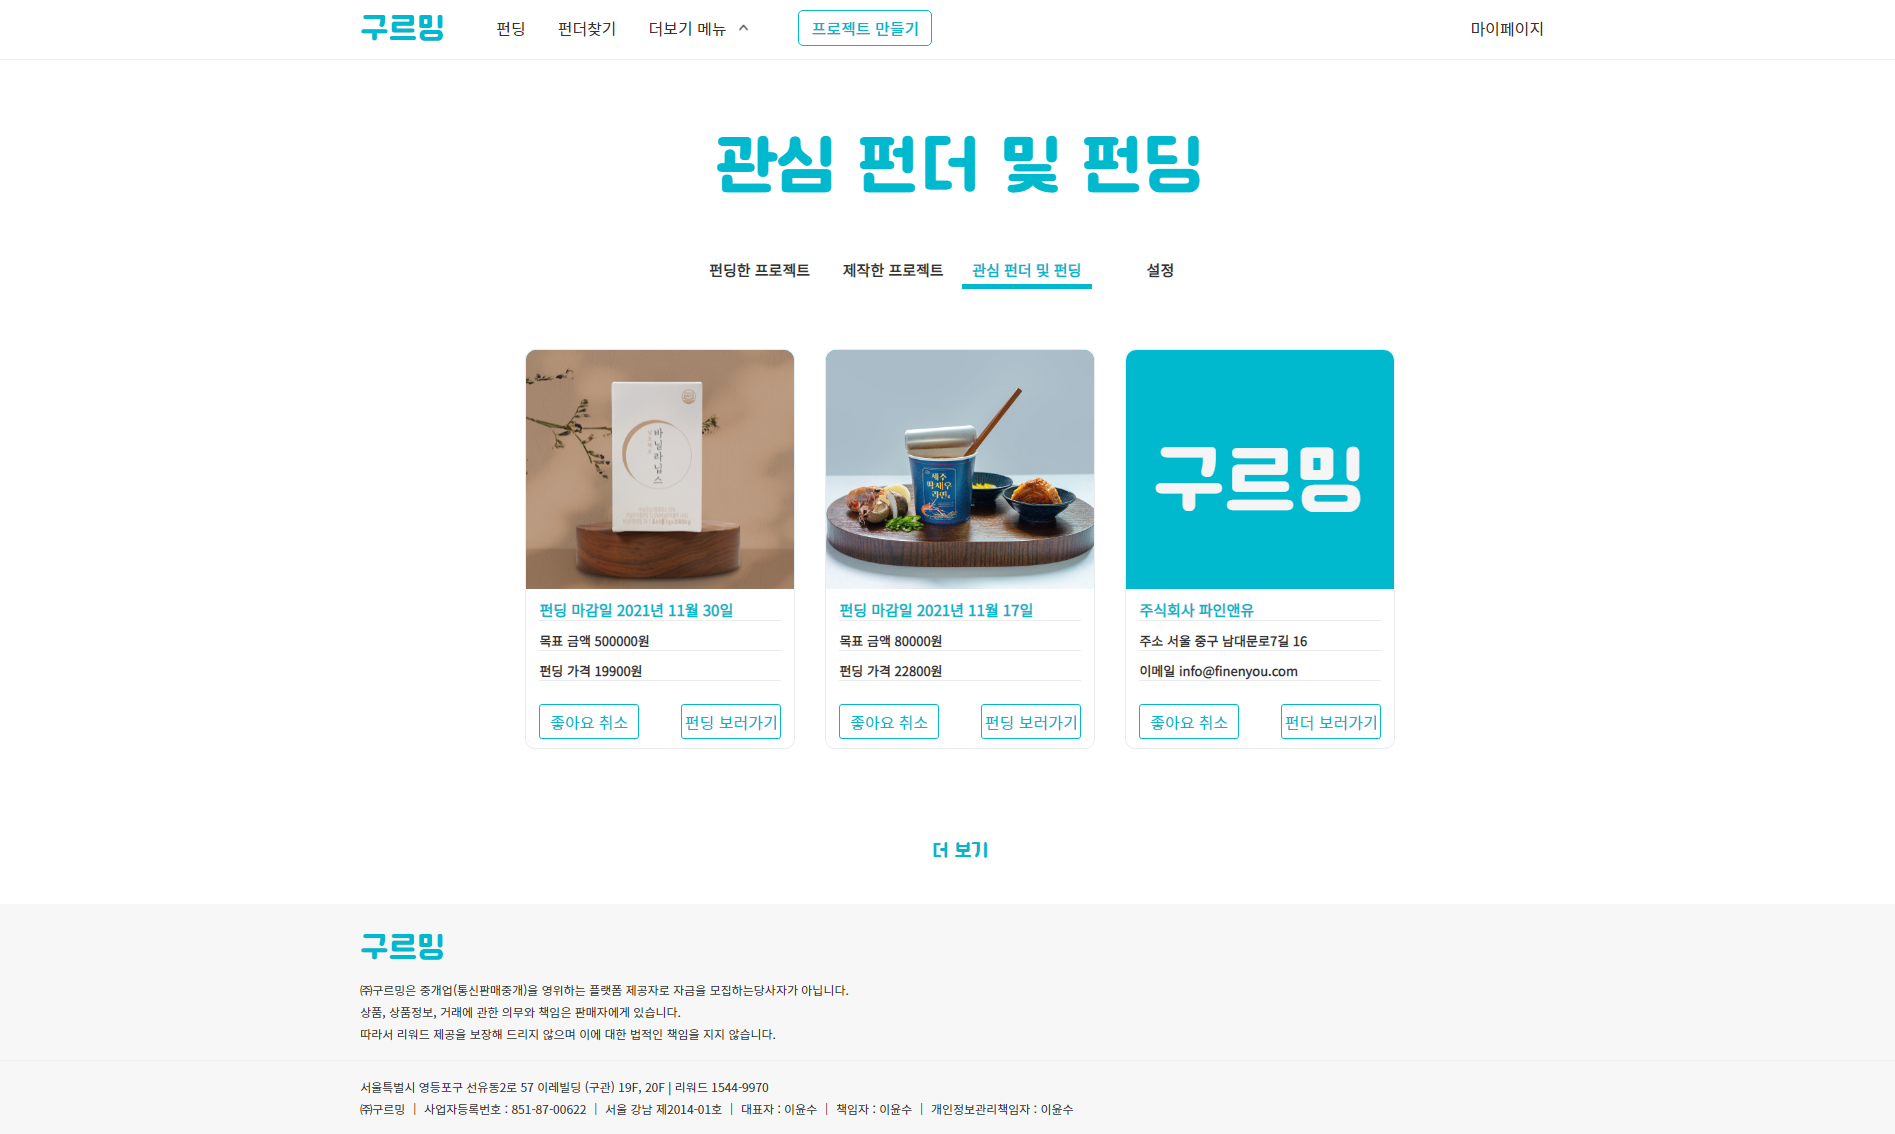 구르밍
펀딩
펀더찾기
더보기 메뉴
프로젝트 만들기
마이페이지
관심 펀더 및 펀딩
펀딩한 프로젝트
제작한 프로젝트
관심 펀더 및 펀딩
설정
바닐라닙스
제주
딱새우
라면
구르밍
펀딩 마감일 2021년 11월 30일
목표 금액 500000원
펀딩 가격 19900원
좋아요 취소
펀딩 보러가기
펀딩 마감일 2021년 11월 17일
목표 금액 80000원
펀딩 가격 22800원
좋아요 취소
펀딩 보러가기
주식회사 파인앤유
주소 서울 중구 남대문로7길 16
이메일 info@finenyou.com
좋아요 취소
펀더 보러가기
더 보기
구르밍
㈜구르밍은 중개업(통신판매중개)을 영위하는 플랫폼 제공자로 자금을 모집하는당사자가 아닙니다.
상품, 상품정보, 거래에 관한 의무와 책임은 판매자에게 있습니다.
따라서 리워드 제공을 보장해 드리지 않으며 이에 대한 법적인 책임을 지지 않습니다.
서울특벌시 영등포구 선유동2로 57 이레빌딩 (구관) 19F, 20F | 리워드 1544-9970
㈜구르밍 | 사업자등록번호 : 851-87-00622 | 서울 강남 제2014-01호 | 대표자 : 이윤수 | 책임자 : 이윤수 | 개인정보관리책임자 : 이윤수